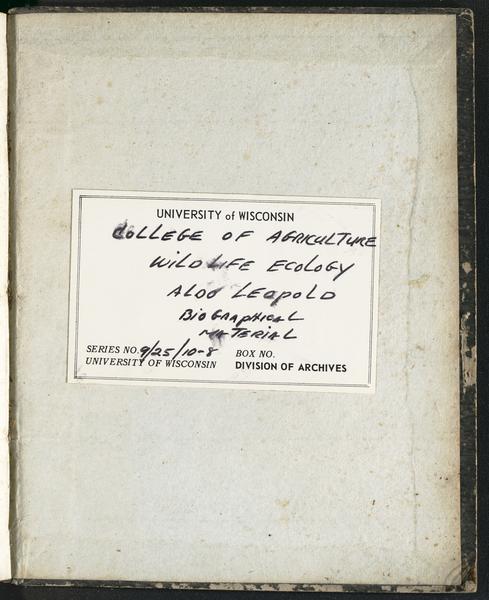 UNIVERSITY of WISCONSIN
COLLEGE OF AGRICULTURE
WILDLIFE ECOLOGY
ALDO LEOPOLD
BIOGRAPHICAL
MATERIAL
SERIES NO. 9/25/10-8 BOX NO.
UNIVERSITY OF WISCONSIN DIVISION OF ARCHIVES